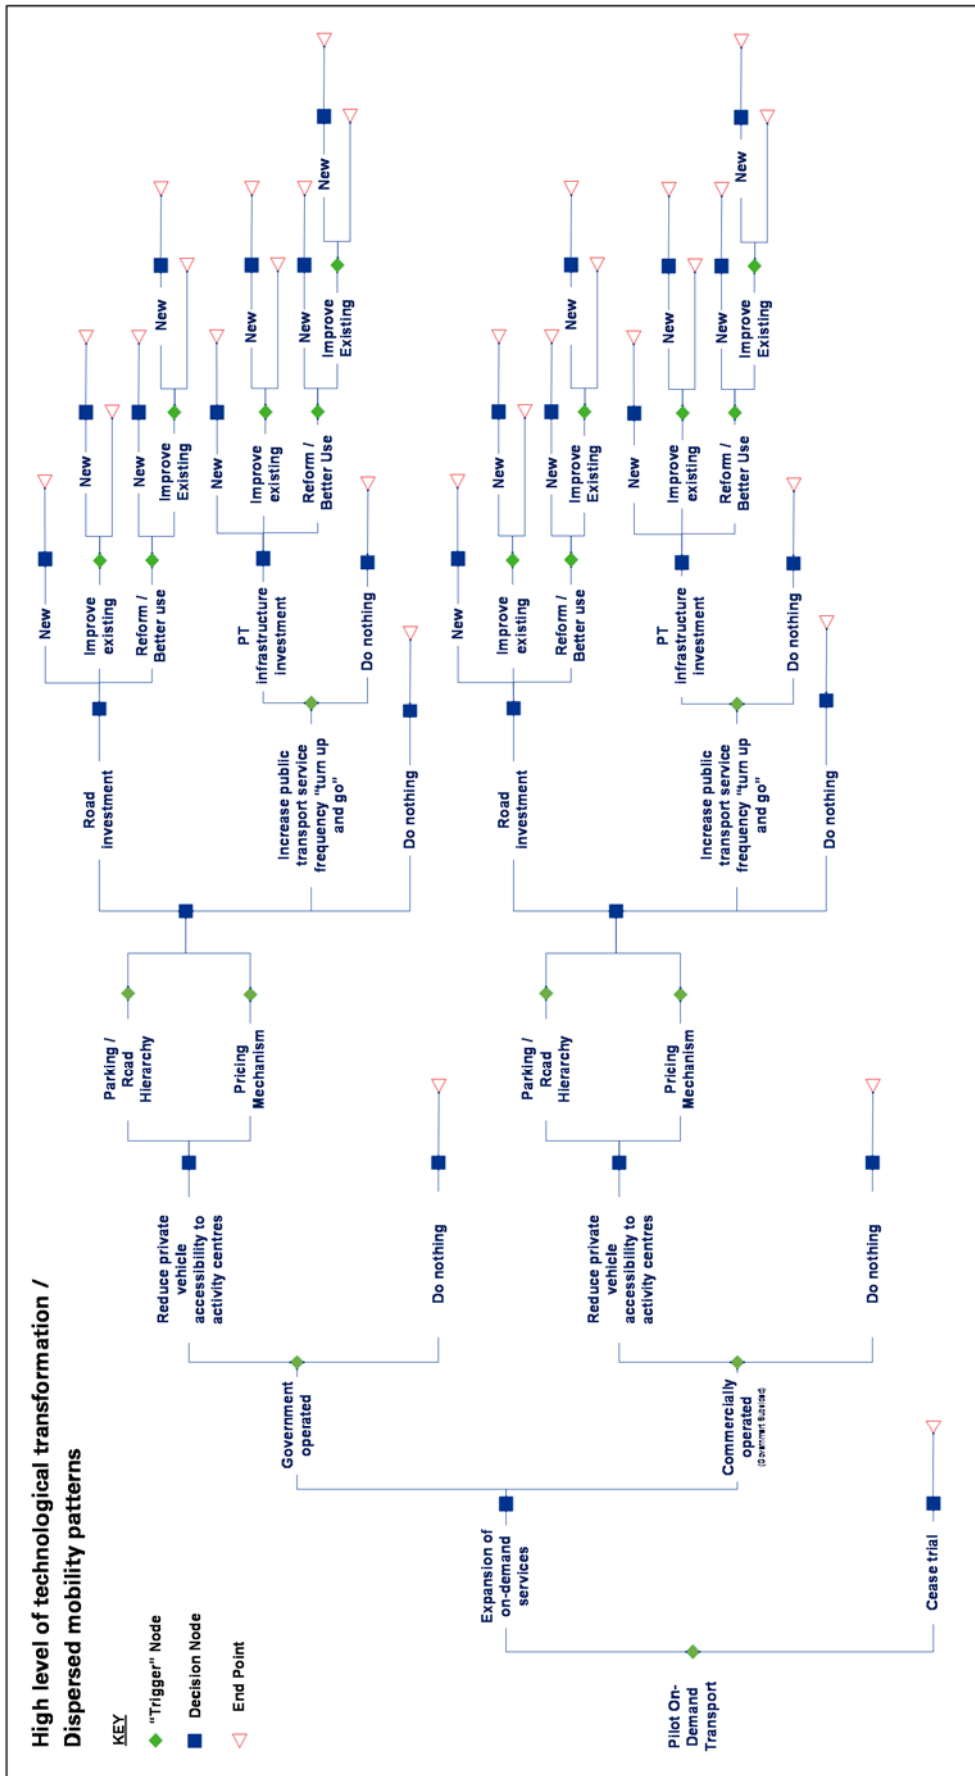 High level of technological transformation /
Dispersed mobility patterns
KEY
"Trigger" Node
Decision Node
End Point
Pilot On-
Demand
Transport
Expansion of
on-demand
services
Cease trial
Government
operated
Reduce private
vehicle
accessibility to
activity centres
Do nothing
Parking /
Road
Hierarchy
Pricing
Mechanism
Road
investment
New
Improve
existing
New
Reform /
Better use
New
Improve
Existing
New
Increase public
transport service
frequency "turn up
and go"
PT
infrastructure
investment
New
Improve
existing
New
Reform /
Better Use
New
Improve
Existing
New
Do nothing
Do nothing
Commercially
operated
Reduce private
vehicle
accessibility to
activity centres
Do nothing
Parking /
Road
Hierarchy
Pricing
Mechanism
Road
investment
New
Improve
existing
New
Reform /
Better Use
New
Improve
Existing
New
Increase public
transport service
frequency "turn up
and go"
PT
infrastructure
investment
New
Improve
existing
New
Reform /
Better Use
New
Improve
Existing
New
Do nothing
Do nothing